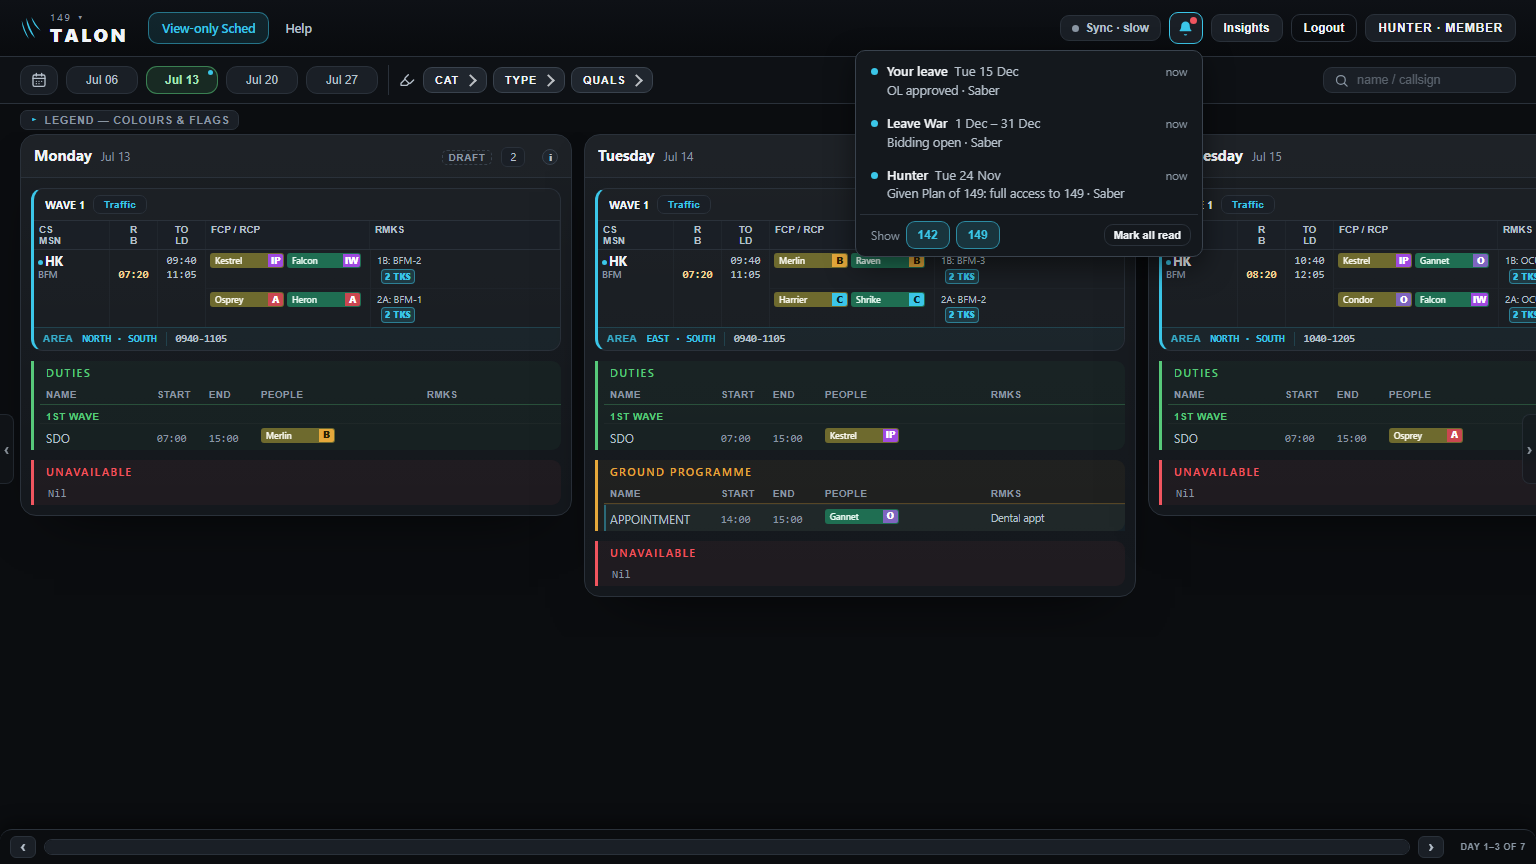 149 ▾
TALON
View-only Sched
Help
Sync · slow
Insights
Logout
HUNTER · MEMBER
Jul 06
Jul 13
Jul 20
Jul 27
CAT
TYPE
QUALS
name / callsign
LEGEND — COLOURS & FLAGS
Your leave Tue 15 Dec now
OL approved · Saber
Leave War 1 Dec – 31 Dec now
Bidding open · Saber
Hunter Tue 24 Nov now
Given Plan of 149: full access to 149 · Saber
Show 142 149 Mark all read
Monday Jul 13 DRAFT 2 i
WAVE 1 Traffic
CS R TO FCP / RCP RMKS
MSN B LD
HK 09:40 Kestrel IP Falcon IW 1B: BFM-2
BFM 07:20 11:05 2 TKS
Osprey A Heron A 2A: BFM-1
2 TKS
AREA NORTH · SOUTH 0940-1105
DUTIES
NAME START END PEOPLE RMKS
1ST WAVE
SDO 07:00 15:00 Merlin B
UNAVAILABLE
Nil
Tuesday Jul 14
WAVE 1 Traffic
CS R TO FCP / RCP
MSN B LD
HK 09:40 Merlin B Raven B 1B: BFM-3
BFM 07:20 11:05 2 TKS
Harrier C Shrike C 2A: BFM-2
2 TKS
AREA EAST · SOUTH 0940-1105
DUTIES
NAME START END PEOPLE RMKS
1ST WAVE
SDO 07:00 15:00 Kestrel IP
GROUND PROGRAMME
NAME START END PEOPLE RMKS
APPOINTMENT 14:00 15:00 Gannet O Dental appt
UNAVAILABLE
Nil
esday Jul 15
1 Traffic
R TO FCP / RCP RMKS
B LD
HK 10:40 Kestrel IP Gannet O 1B: OCU
BFM 08:20 12:05 2 TKS
Condor O Falcon IW 2A: OCU
2 TKS
AREA NORTH · SOUTH 1040-1205
DUTIES
NAME START END PEOPLE
1ST WAVE
SDO 07:00 15:00 Osprey A
UNAVAILABLE
Nil
DAY 1–3 OF 7